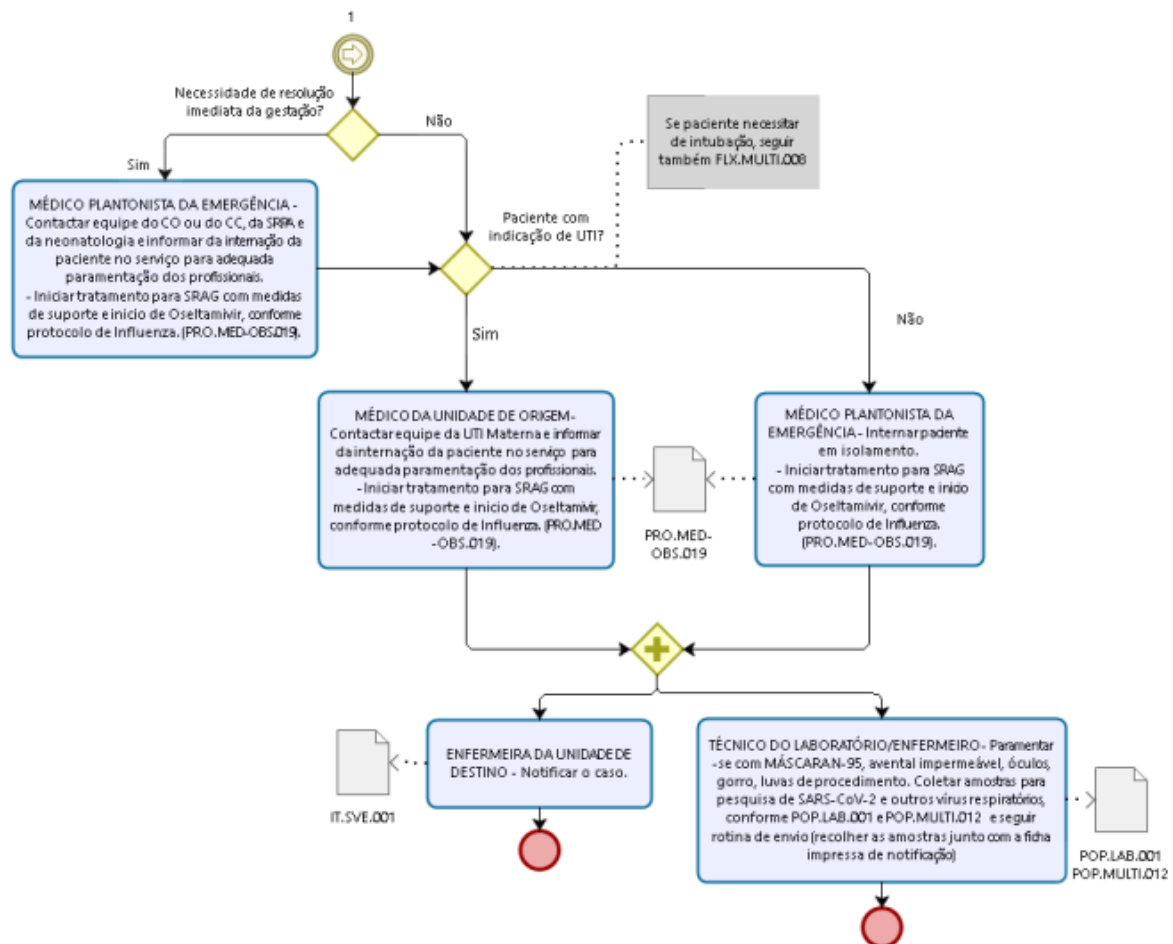 1
Necessidade de resolução
imediata da gestação?
Não
Sim
Se paciente necessitar
de intubação, seguir
também FLX.MULTI.008
MÉDICO PLANTONISTA DA EMERGÊNCIA -
Contactar equipe do CO ou do CC, da SRPA e
da neonatologia e informar da internação da
paciente no serviço para adequada
paramentação dos profissionais.
- Iniciar tratamento para SRAG com medidas
de suporte e inicio de Oseltamivir, conforme
protocolo de Influenza. (PRO.MED-OBS.019).
Paciente com
indicação de UTI?
Sim
Não
MÉDICO DA UNIDADE DE ORIGEM-
Contactar equipe da UTI Materna e informar
da internação da paciente no serviço para
adequada paramentação dos profissionais.
- Iniciar tratamento para SRAG com
medidas de suporte e inicio de Oseltamivir,
conforme protocolo de Influenza. (PRO.MED
-OBS.019).
PRO.MED-
OBS.019
MÉDICO PLANTONISTA DA
EMERGÊNCIA - Internar paciente
em isolamento.
- Iniciar tratamento para SRAG
com medidas de suporte e inicio
de Oseltamivir, conforme
protocolo de Influenza.
(PRO.MED-OBS.019).
IT.SVE.001
ENFERMEIRA DA UNIDADE DE
DESTINO - Notificar o caso.
TÉCNICO DO LABORATÓRIO/ENFERMEIRO - Paramentar
-se com MÁSCARA N-95, avental impermeável, óculos,
gorro, luvas de procedimento. Coletar amostras para
pesquisa de SARS-CoV-2 e outros vírus respiratórios,
conforme POP.LAB.001 e POP.MULTI.012 e seguir
rotina de envio (recolher as amostras junto com a ficha
impressa de notificação)
POP.LAB.001
POP.MULTI.012